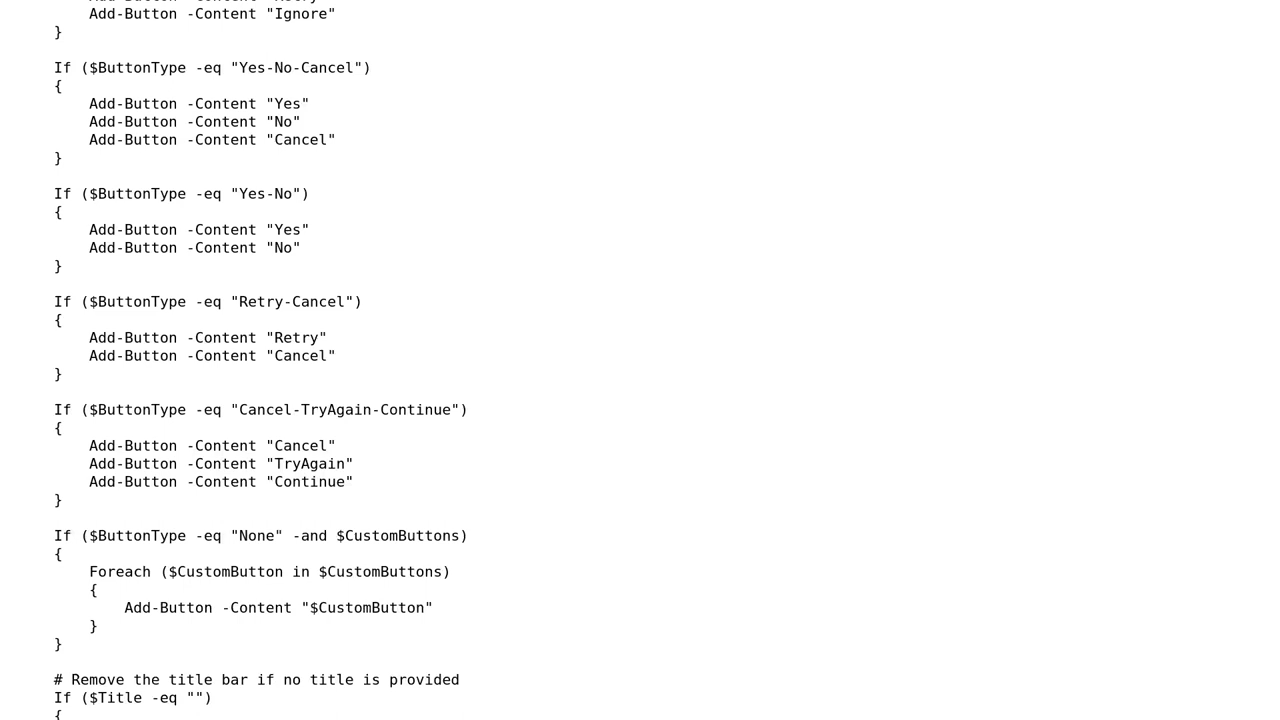 Add-Button -Content "Ignore"
}
If ($ButtonType -eq "Yes-No-Cancel")
{
Add-Button -Content "Yes"
Add-Button -Content "No"
Add-Button -Content "Cancel"
}
If ($ButtonType -eq "Yes-No")
{
Add-Button -Content "Yes"
Add-Button -Content "No"
}
If ($ButtonType -eq "Retry-Cancel")
{
Add-Button -Content "Retry"
Add-Button -Content "Cancel"
}
If ($ButtonType -eq "Cancel-TryAgain-Continue")
{
Add-Button -Content "Cancel"
Add-Button -Content "TryAgain"
Add-Button -Content "Continue"
}
If ($ButtonType -eq "None" -and $CustomButtons)
{
Foreach ($CustomButton in $CustomButtons)
{
Add-Button -Content "$CustomButton"
}
}
# Remove the title bar if no title is provided
If ($Title -eq "")
{